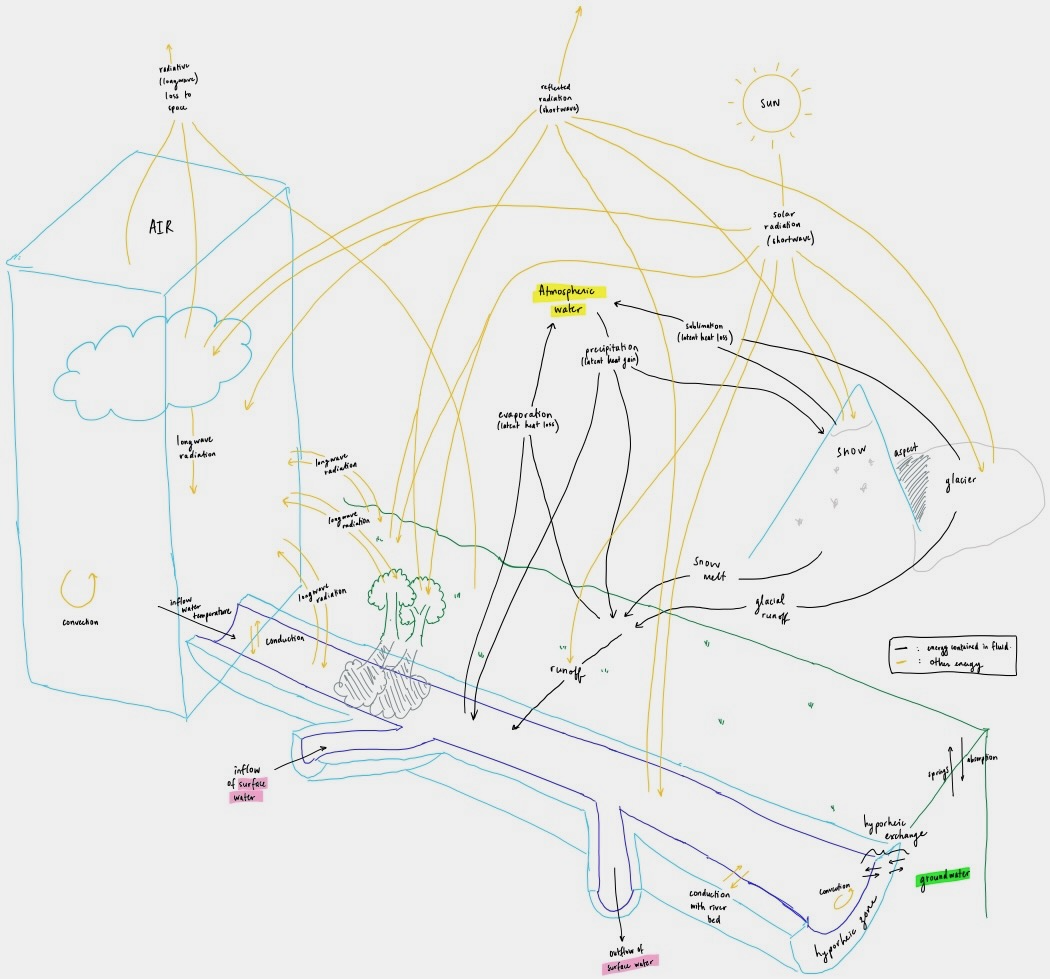 radiative
(longwave)
loss to
space
reflected
radiation
(shortwave)
SUN
AIR
solar
radiation
(shortwave)
Atmospheric
water
sublimation
(latent heat loss)
precipitation
(latent heat gain)
evaporation
(latent heat loss)
longwave
radiation
snow
aspect
glacier
longwave
radiation
longwave
radiation
longwave
radiation
convection
inflow
water
temperature
conduction
snow
melt
glacial
runoff
runoff
: energy contained in fluid.
: other energy
inflow
of surface
water
springs
absorption
hyporheic
exchange
groundwater
convection
conduction
with river
bed
hyporheic zone
outflow of
surface water